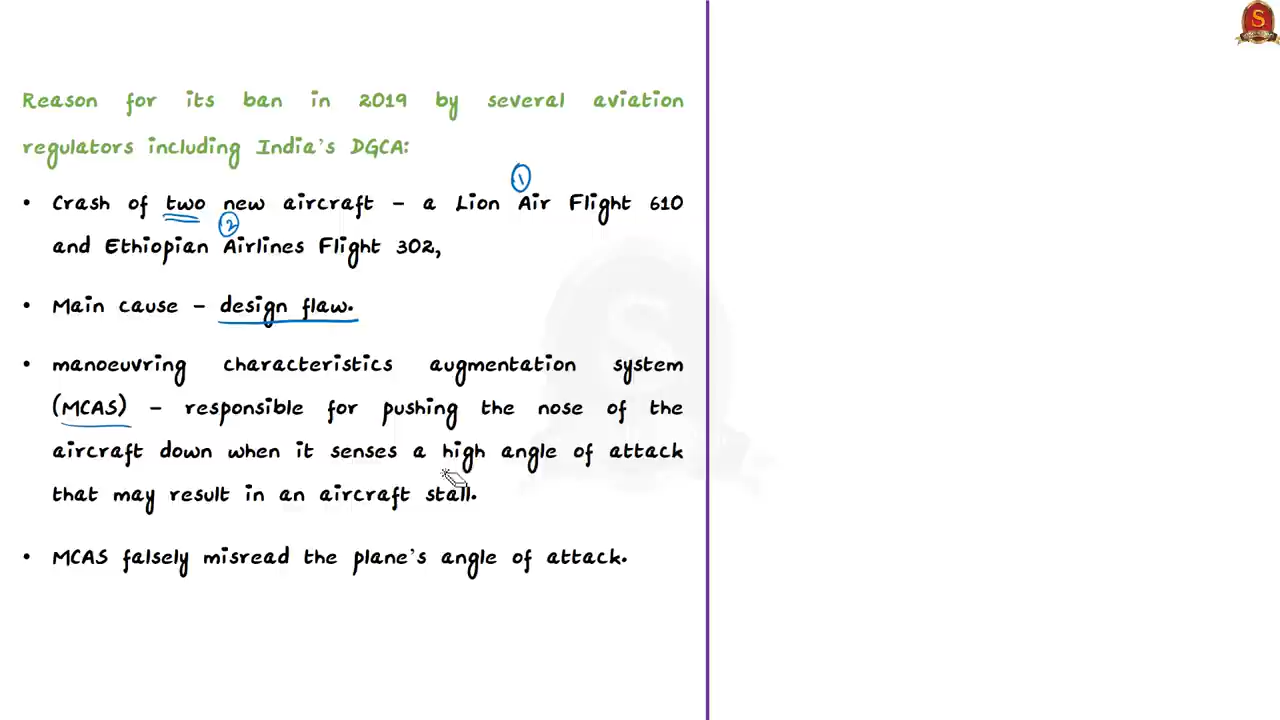 Reason for its ban in 2019 by several aviation
regulators including India's DGCA:
1
• Crash of two new aircraft – a Lion Air Flight 610
2
and Ethiopian Airlines Flight 302,
• Main cause – design flaw.
• manoeuvring characteristics augmentation system
(MCAS) – responsible for pushing the nose of the
aircraft down when it senses a high angle of attack
that may result in an aircraft stall.
• MCAS falsely misread the plane's angle of attack.
S